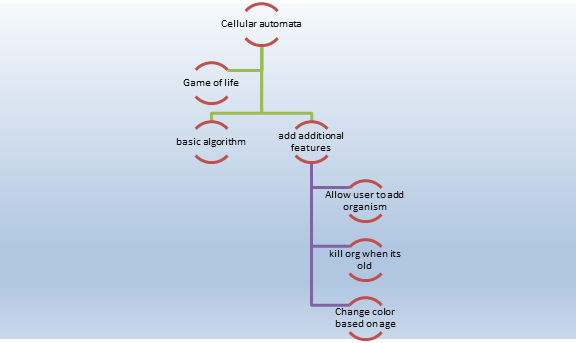 Cellular automata
Game of life
basic algorithm
add additional
features
Allow user to add
organism
kill org when its
old
Change color
based on age